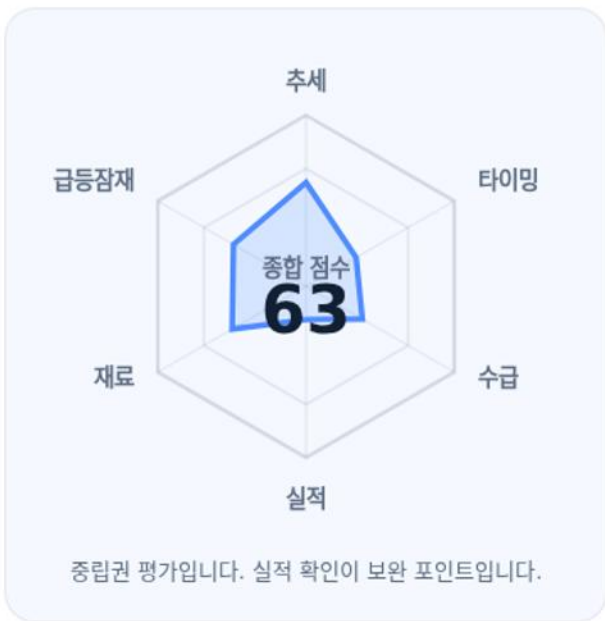 추세
급등잠재
타이밍
종합 점수
63
재료
수급
실적
중립권 평가입니다. 실적 확인이 보완 포인트입니다.